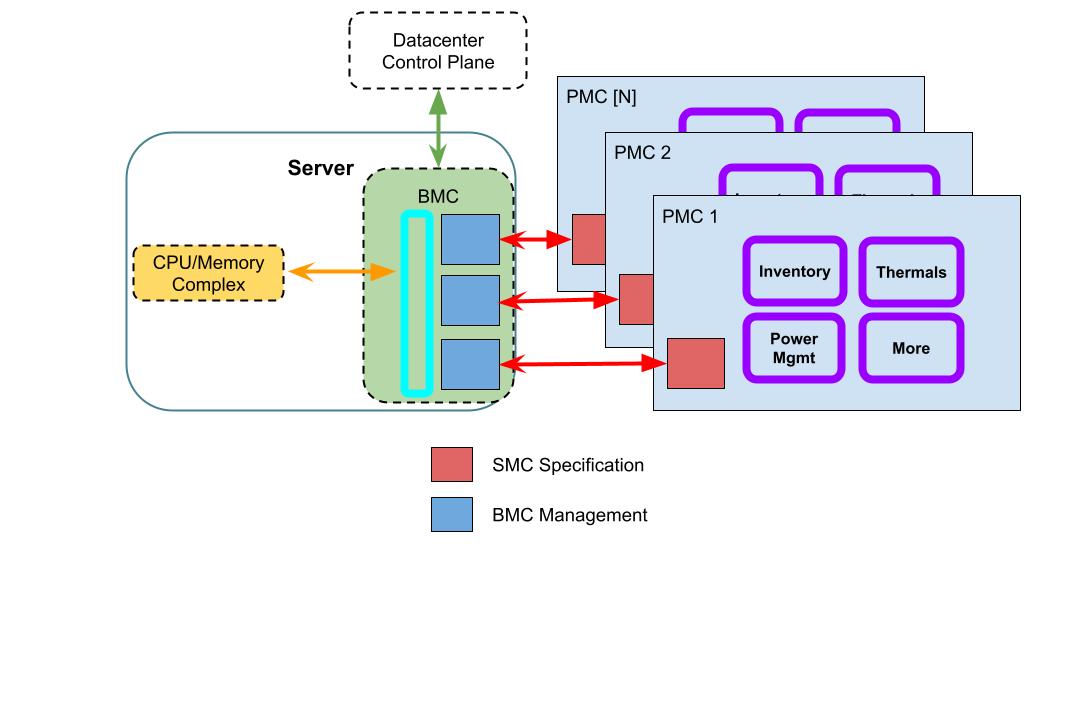 Datacenter
Control Plane
PMC [N]
PMC 2
Server
BMC
PMC 1
CPU/Memory
Complex
Inventory
Thermals
Power
Mgmt
More
SMC Specification
BMC Management